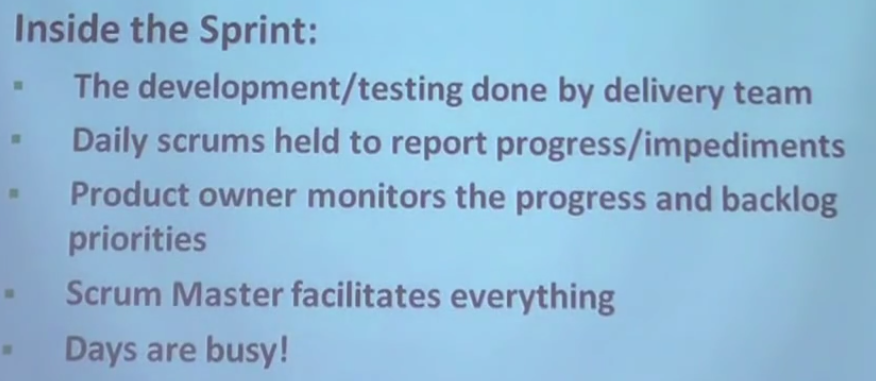 Inside the Sprint:
▪ The development/testing done by delivery team
▪ Daily scrums held to report progress/impediments
▪ Product owner monitors the progress and backlog
priorities
▪ Scrum Master facilitates everything
▪ Days are busy!